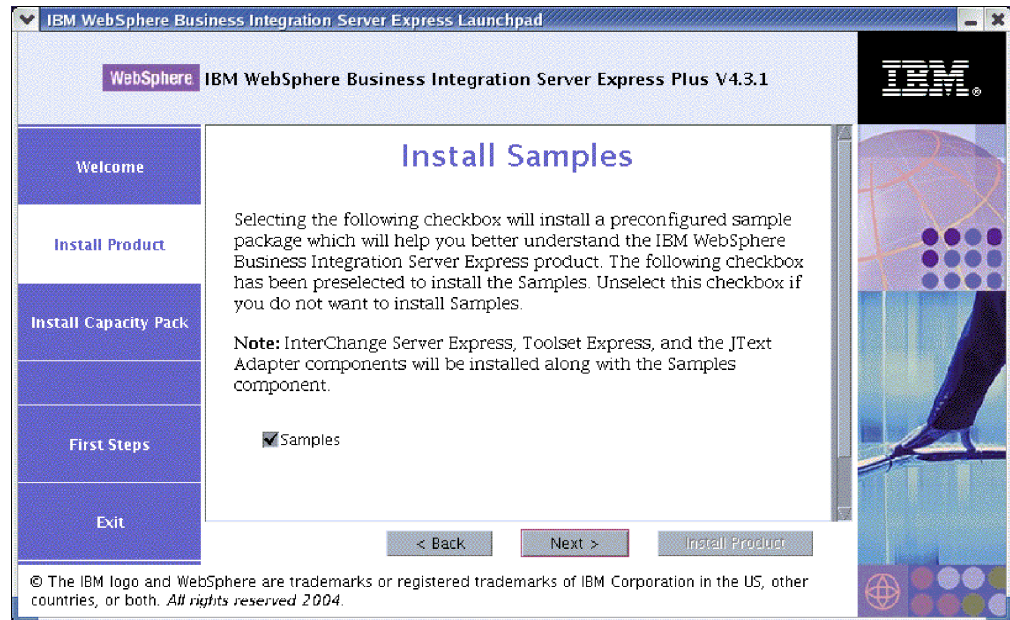 IBM WebSphere Business Integration Server Express Launchpad
WebSphere. IBM WebSphere Business Integration Server Express Plus V4.3.1
IBM®
Welcome
Install Product
Install Capacity Pack
First Steps
Exit
Install Samples
Selecting the following checkbox will install a preconfigured sample
package which will help you better understand the IBM WebSphere
Business Integration Server Express product. The following checkbox
has been preselected to install the Samples. Unselect this checkbox if
you do not want to install Samples.
Note: InterChange Server Express, Toolset Express, and the JText
Adapter components will be installed along with the Samples
component.
Samples
< Back
Next >
Install Product
© The IBM logo and WebSphere are trademarks or registered trademarks of IBM Corporation in the US, other
countries, or both. All rights reserved 2004.